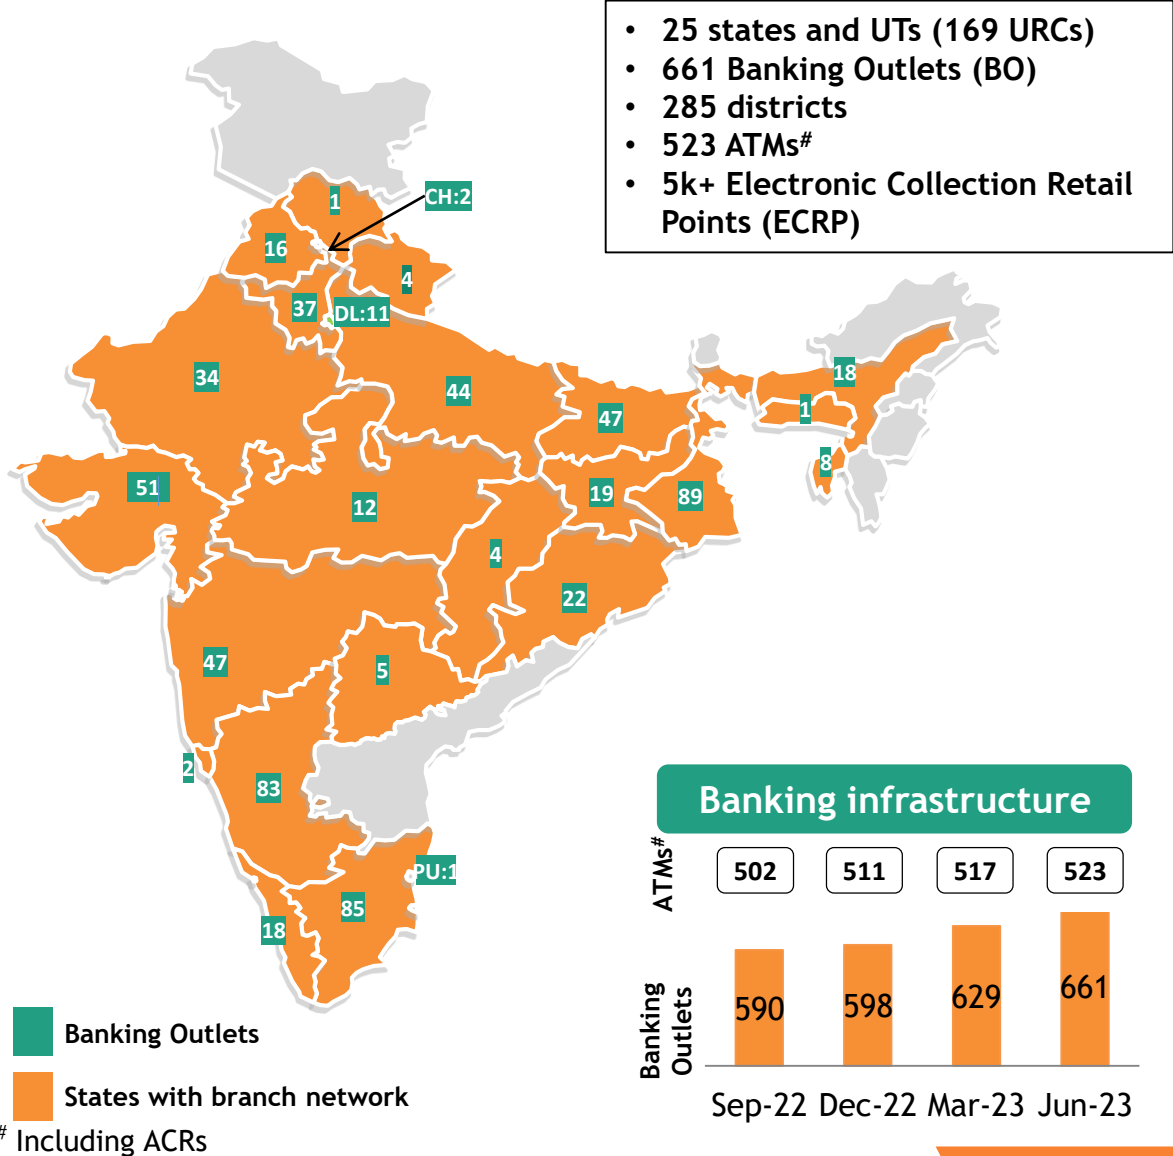 • 25 states and UTs (169 URCs)
• 661 Banking Outlets (BO)
• 285 districts
• 523 ATMs#
• 5k+ Electronic Collection Retail
Points (ECRP)
1
CH:2
16
4
37
DL:11
34
44
47
18
1
51
12
19
89
8
4
22
47
5
2
83
PU:1
85
18
Banking infrastructure
ATMs#
502
511
517
523
Banking
Outlets
590
598
629
661
Sep-22 Dec-22 Mar-23 Jun-23
Banking Outlets
States with branch network
# Including ACRs